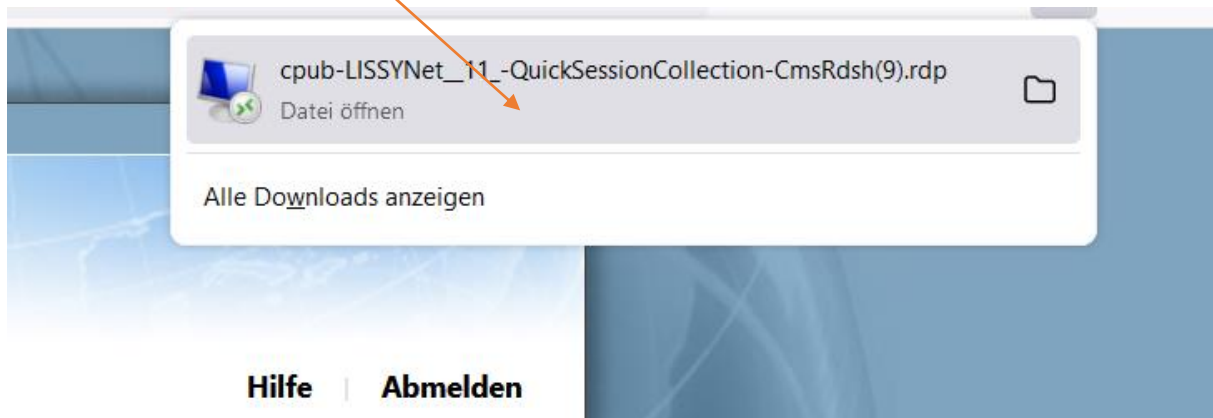 cpub-LISSYNet__11_-QuickSessionCollection-CmsRdsh(9).rdp
Datei öffnen
Alle Downloads anzeigen
Hilfe | Abmelden